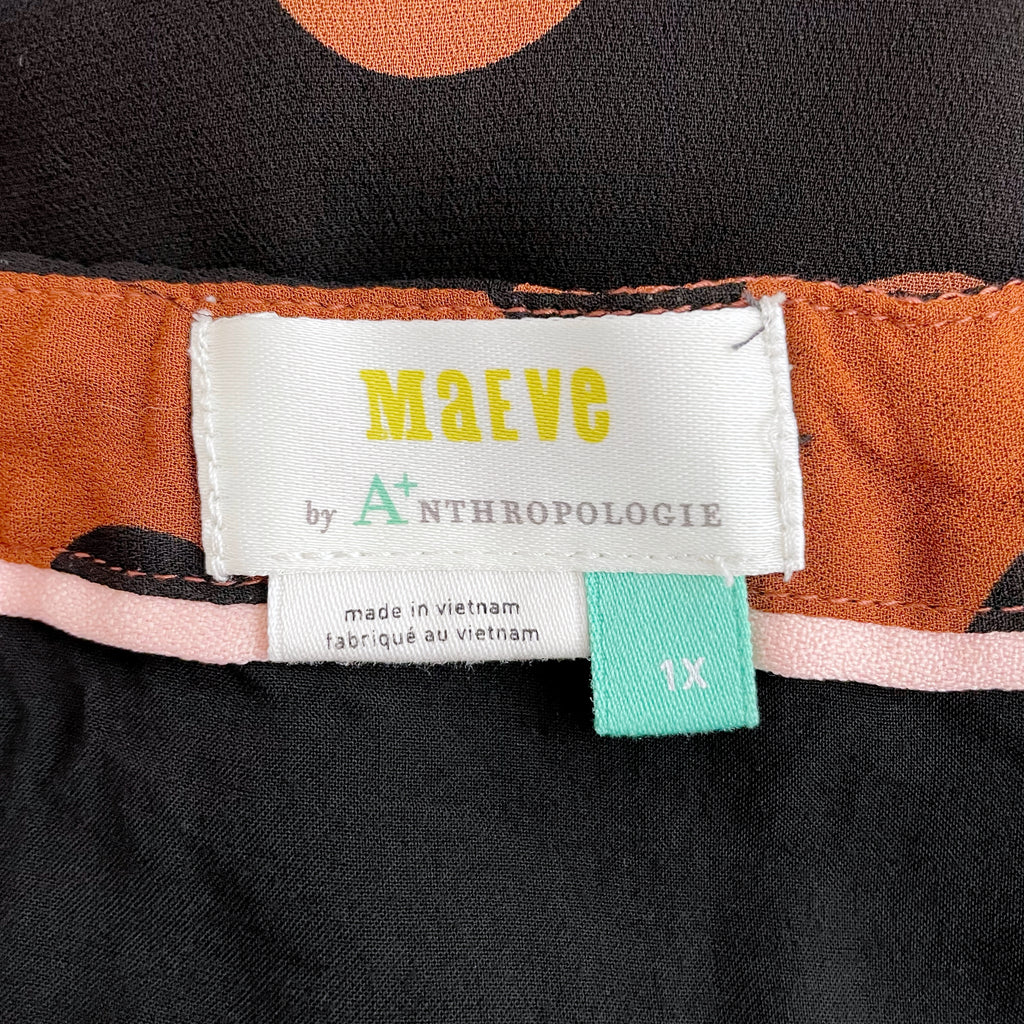 MaEVe
by A+NTHROPOLOGIE
made in vietnam
fabriqué au vietnam
1X